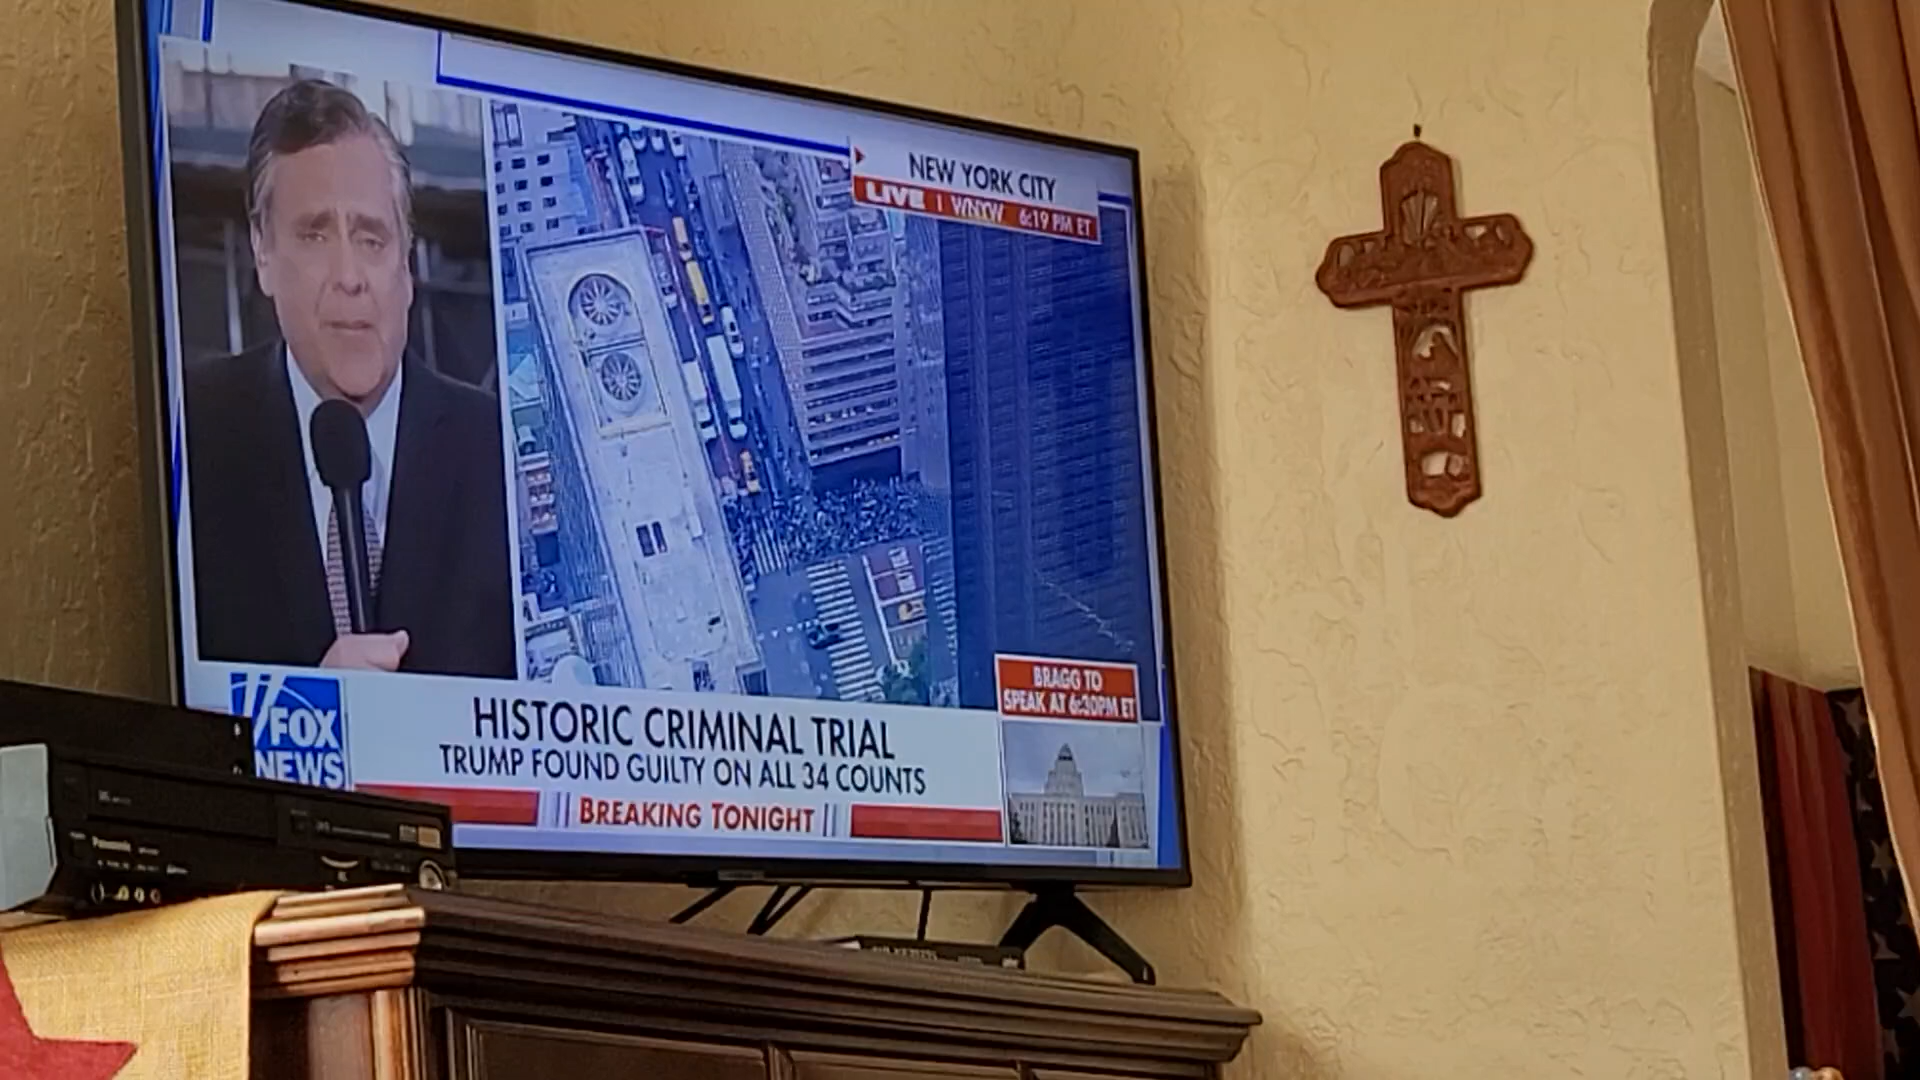 NEW YORK CITY
LIVE | WNYW 6:19 PM ET
BRAGG TO
SPEAK AT 6:30PM ET
FOX
NEWS
HISTORIC CRIMINAL TRIAL
TRUMP FOUND GUILTY ON ALL 34 COUNTS
BREAKING TONIGHT
Panasonic